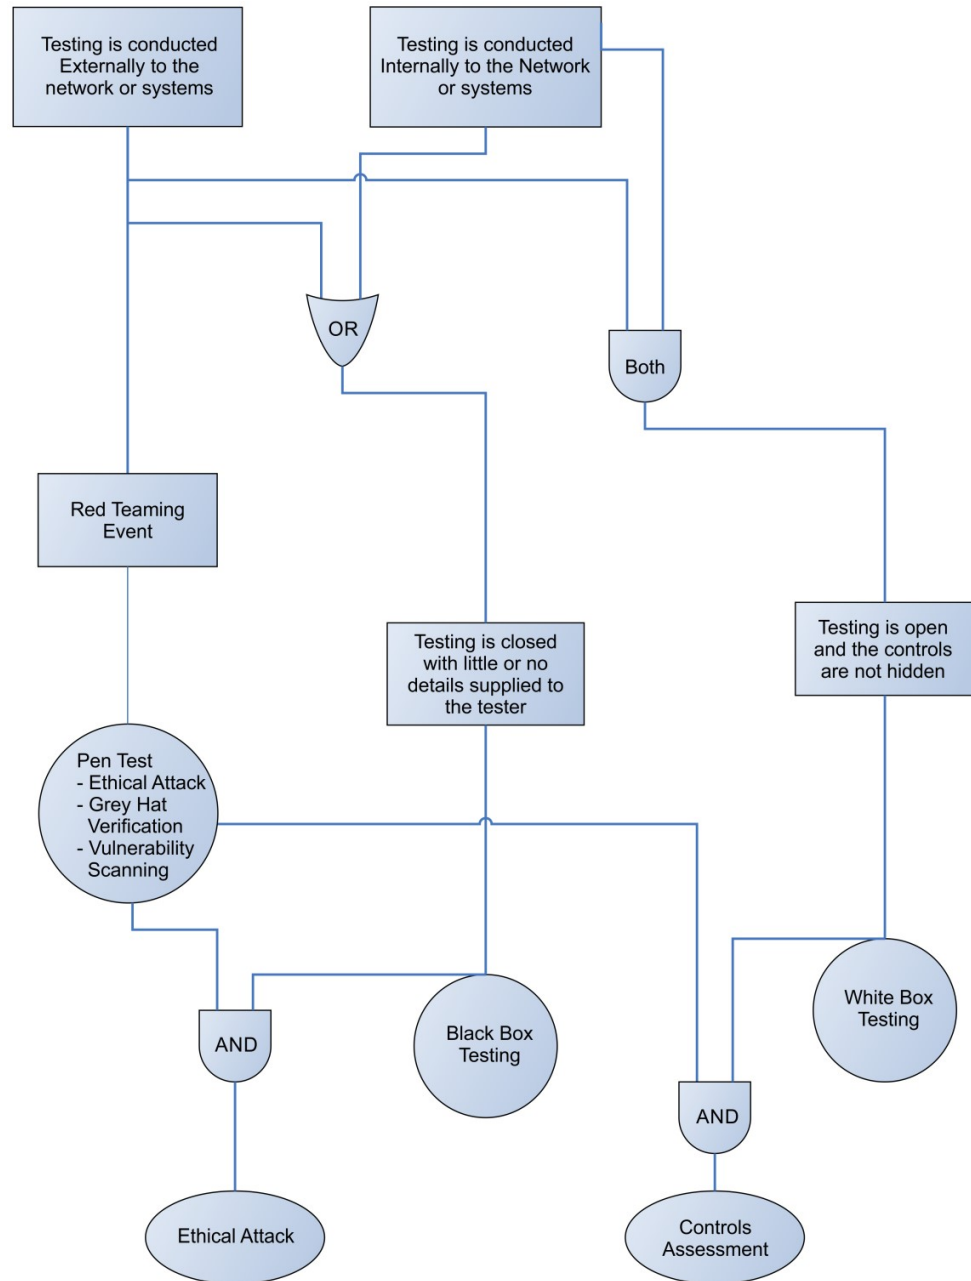 Testing is conducted
Externally to the
network or systems
Testing is conducted
Internally to the Network
or systems
OR
Both
Red Teaming
Event
Testing is closed
with little or no
details supplied to
the tester
Testing is open
and the controls
are not hidden
Pen Test
- Ethical Attack
- Grey Hat
Verification
- Vulnerability
Scanning
AND
Black Box
Testing
White Box
Testing
AND
Ethical Attack
Controls
Assessment